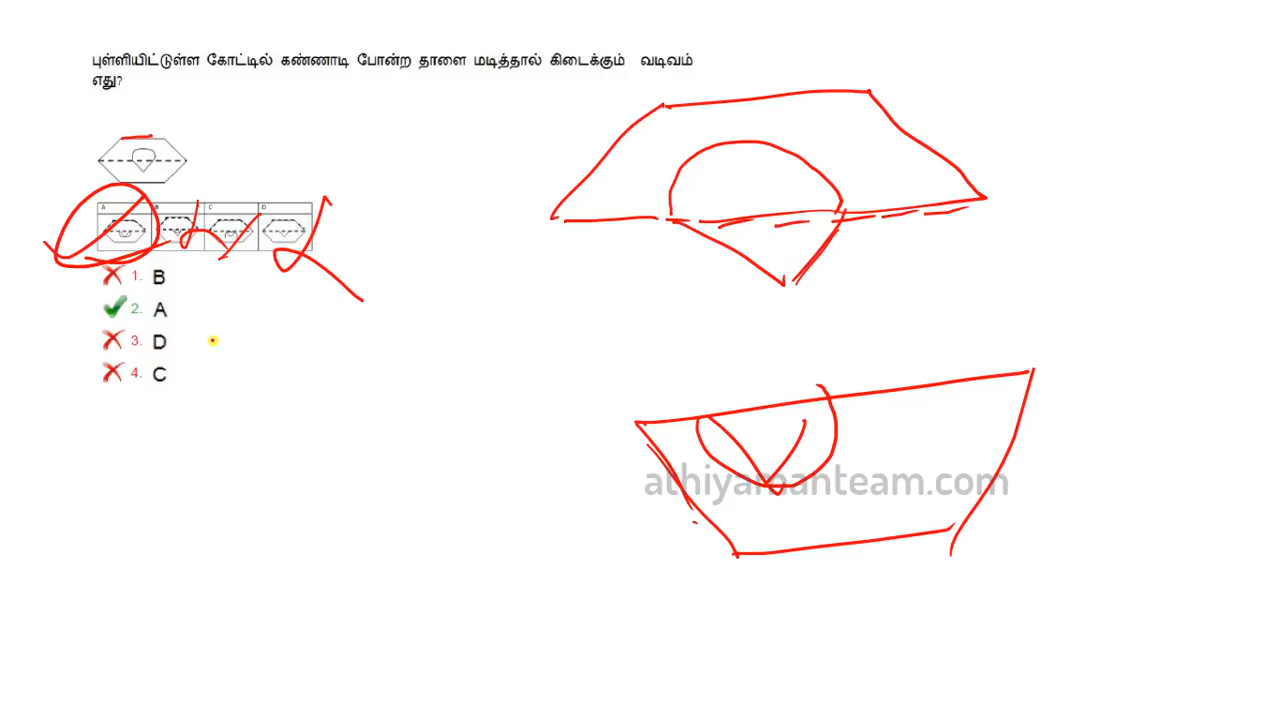 புள்ளியிட்டுள்ள கோட்டில் கண்ணாடி போன்ற தாளை மடித்தால் கிடைக்கும் வடிவம்
எது?
A B C D
1. B
2. A
3. D
4. C
athiyamanteam.com